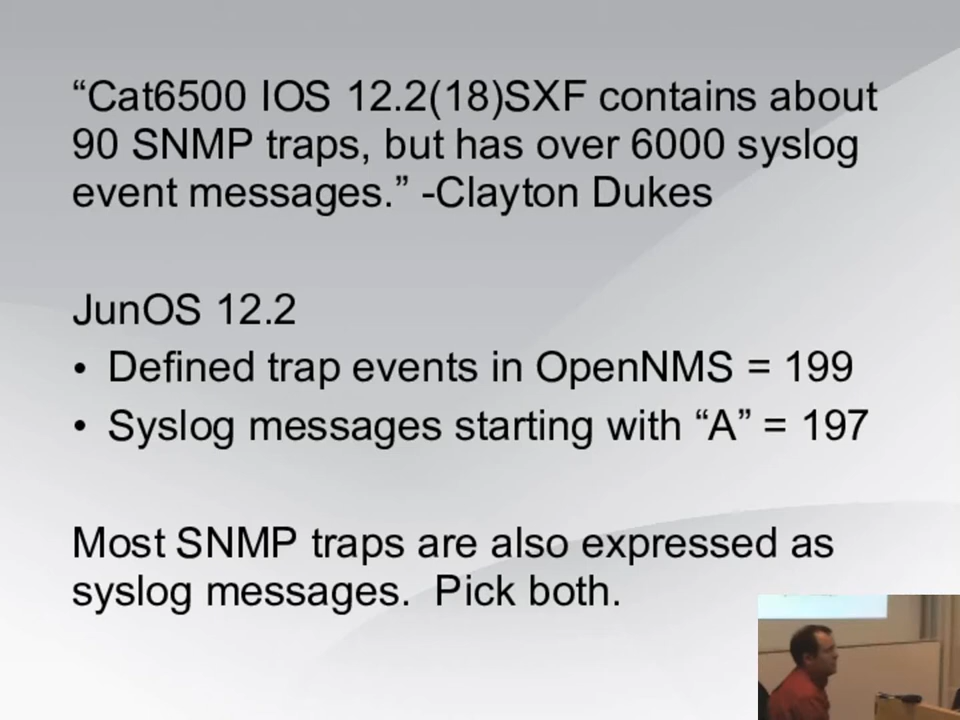 “Cat6500 IOS 12.2(18)SXF contains about
90 SNMP traps, but has over 6000 syslog
event messages.” -Clayton Dukes
JunOS 12.2
• Defined trap events in OpenNMS = 199
• Syslog messages starting with “A” = 197
Most SNMP traps are also expressed as
syslog messages.  Pick both.